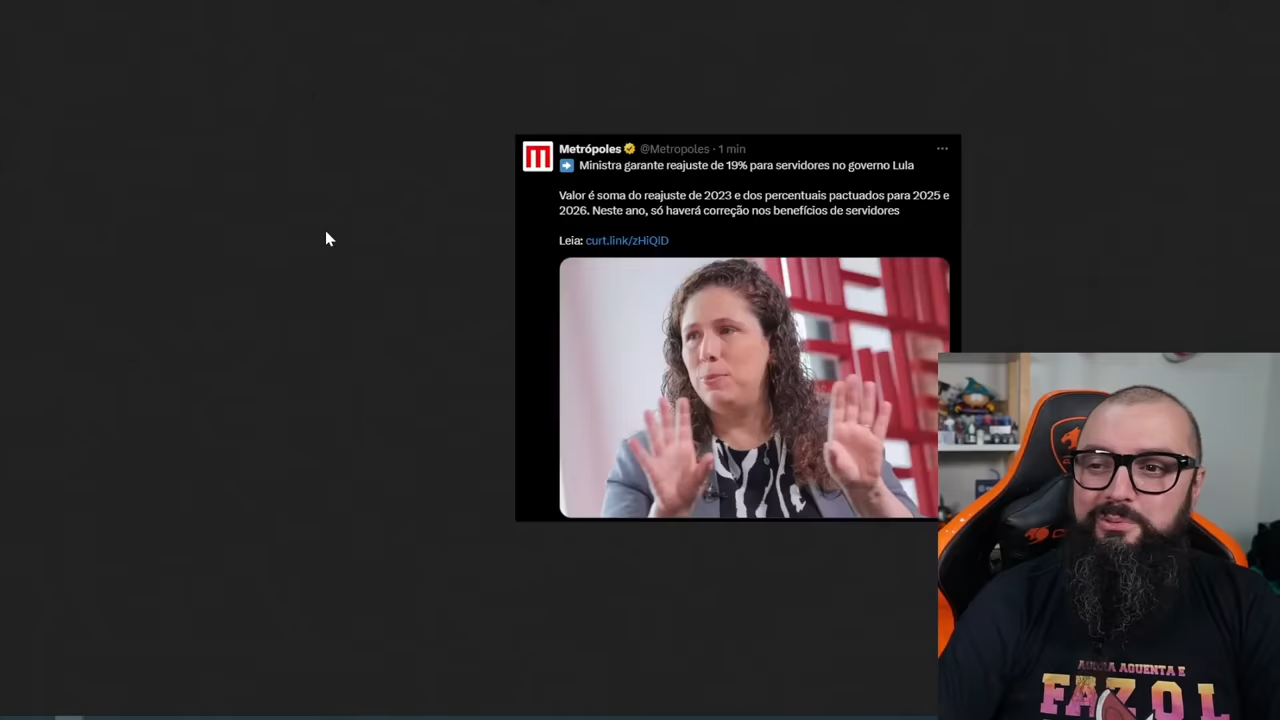 Metrópoles @Metropoles · 1 min
Ministra garante reajuste de 19% para servidores no governo Lula
Valor é soma do reajuste de 2023 e dos percentuais pactuados para 2025 e
2026. Neste ano, só haverá correção nos benefícios de servidores
Leia: curt.link/zHiQlD
AGUENTA E
FAZ O L